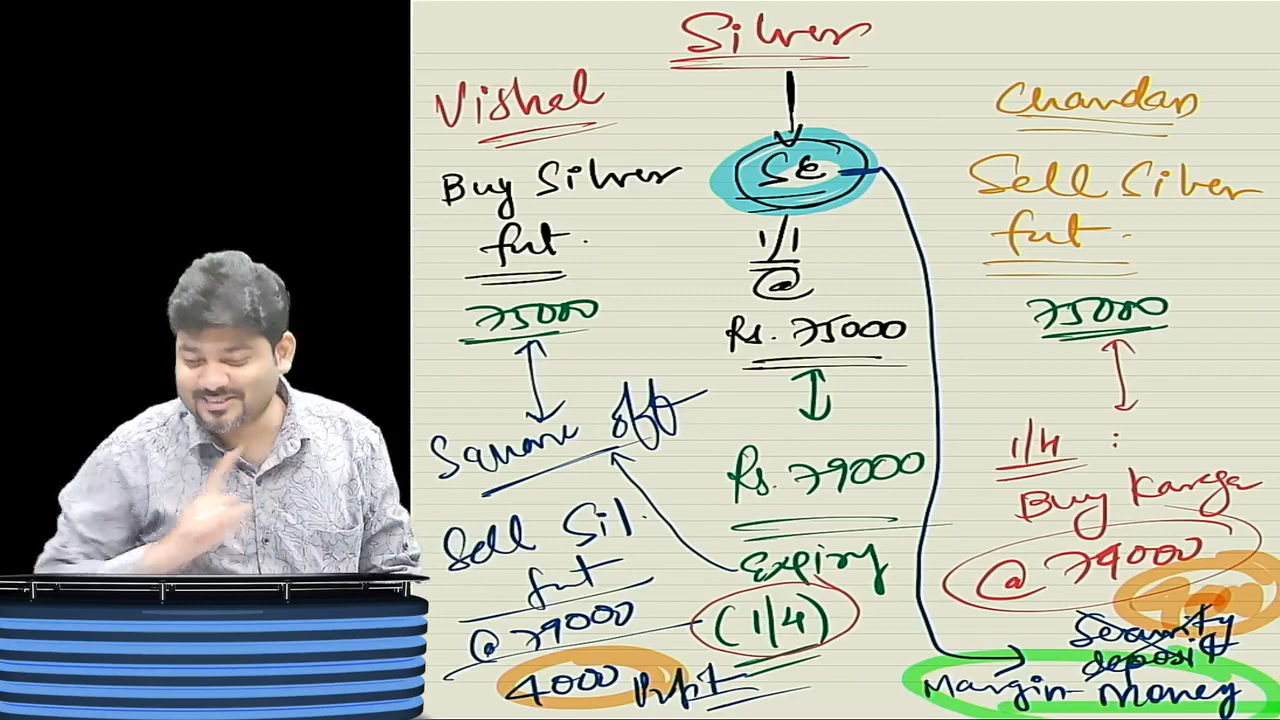 Silver
Vishal
Buy Silver
fut.
75000
Square off
Sell Sil.
fut
@ 79000
4000 Profit
SE
1/1
@
Rs. 75000
Rs. 79000
Expiry
(1/4)
Chandan
Sell Silver
fut.
75000
1/4 :
Buy Karega
@ 79000
Security
deposit
Margin Money